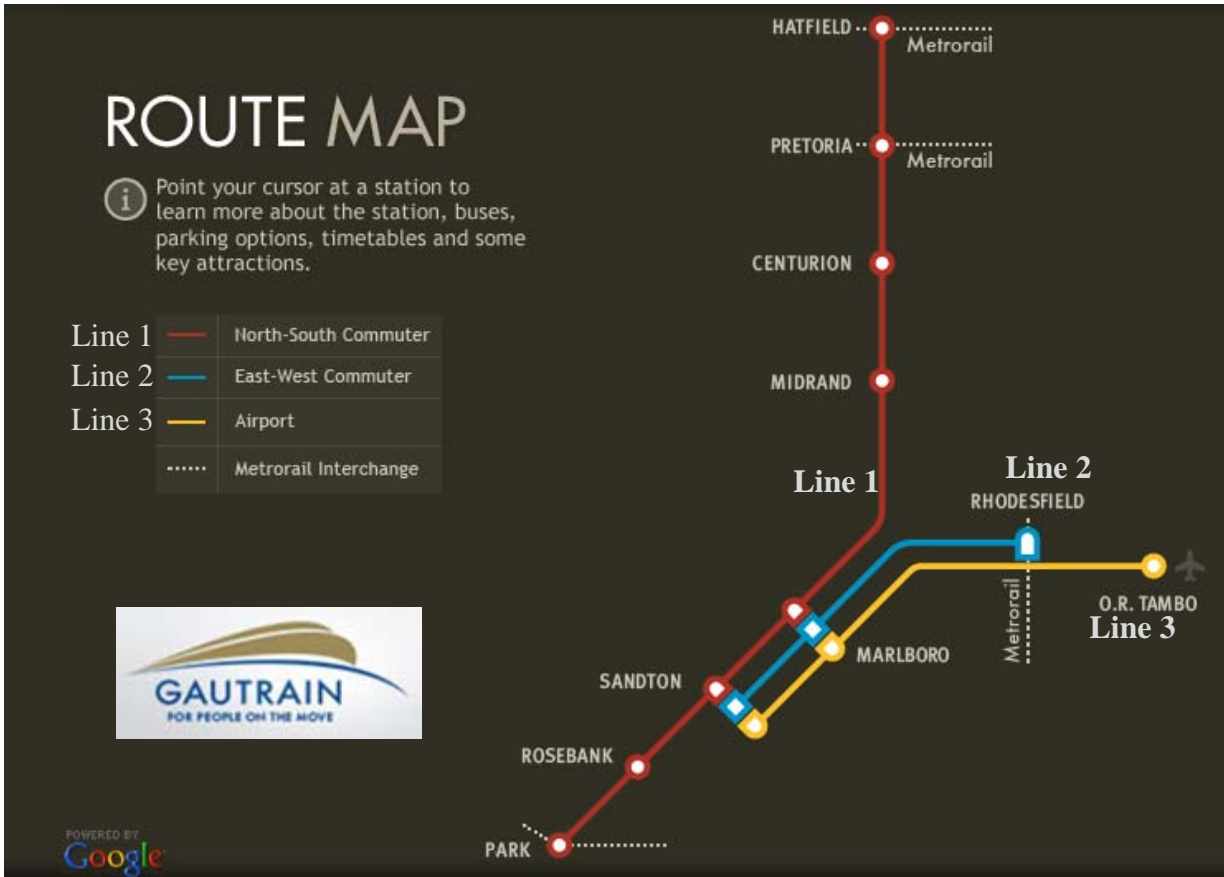 HATFIELD
Metrorail
ROUTE MAP
PRETORIA
Metrorail
i
Point your cursor at a station to
learn more about the station, buses,
parking options, timetables and some
key attractions.
CENTURION
Line 1 North-South Commuter
Line 2 East-West Commuter
Line 3 Airport
Metrorail Interchange
MIDRAND
Line 1
Line 2
RHODESFIELD
Metrorail
O.R. TAMBO
Line 3
MARLBORO
SANDTON
GAUTRAIN
FOR PEOPLE ON THE MOVE
ROSEBANK
PARK
POWERED BY
Google